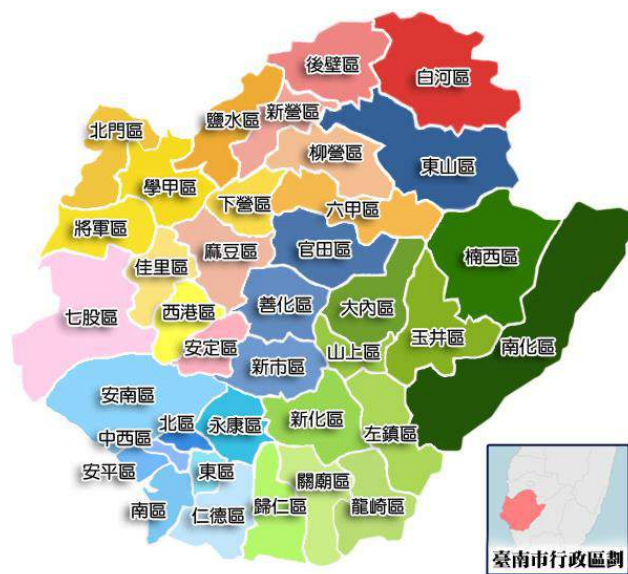 後壁區
白河區
新營區
鹽水區
北門區
柳營區
東山區
學甲區
下營區
六甲區
將軍區
麻豆區
官田區
楠西區
佳里區
善化區
大內區
七股區
西港區
玉井區
安定區
山上區
南化區
新市區
安南區
北區
永康區
新化區
左鎮區
中西區
安平區
東區
關廟區
南區
仁德區
歸仁區
龍崎區
臺南市行政區劃